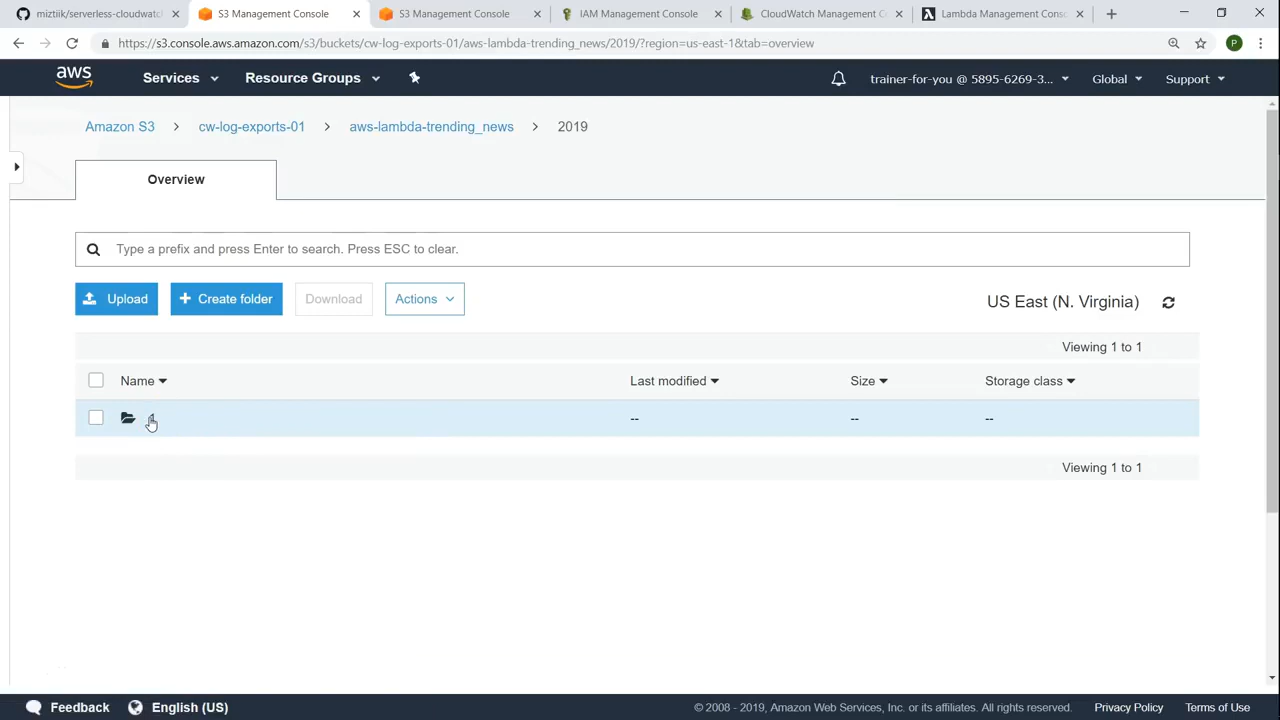 miztiik/serverless-cloudwatch
S3 Management Console
S3 Management Console
IAM Management Console
CloudWatch Management C
Lambda Management Cons
https://s3.console.aws.amazon.com/s3/buckets/cw-log-exports-01/aws-lambda-trending_news/2019/?region=us-east-1&tab=overview
P
aws
Services
Resource Groups
trainer-for-you @ 5895-6269-3...
Global
Support
Amazon S3
cw-log-exports-01
aws-lambda-trending_news
2019
Overview
Type a prefix and press Enter to search. Press ESC to clear.
Upload
Create folder
Download
Actions
US East (N. Virginia)
Viewing 1 to 1
Name
Last modified
Size
Storage class
-- -- --
Viewing 1 to 1
Feedback
English (US)
© 2008 - 2019, Amazon Web Services, Inc. or its affiliates. All rights reserved.
Privacy Policy
Terms of Use